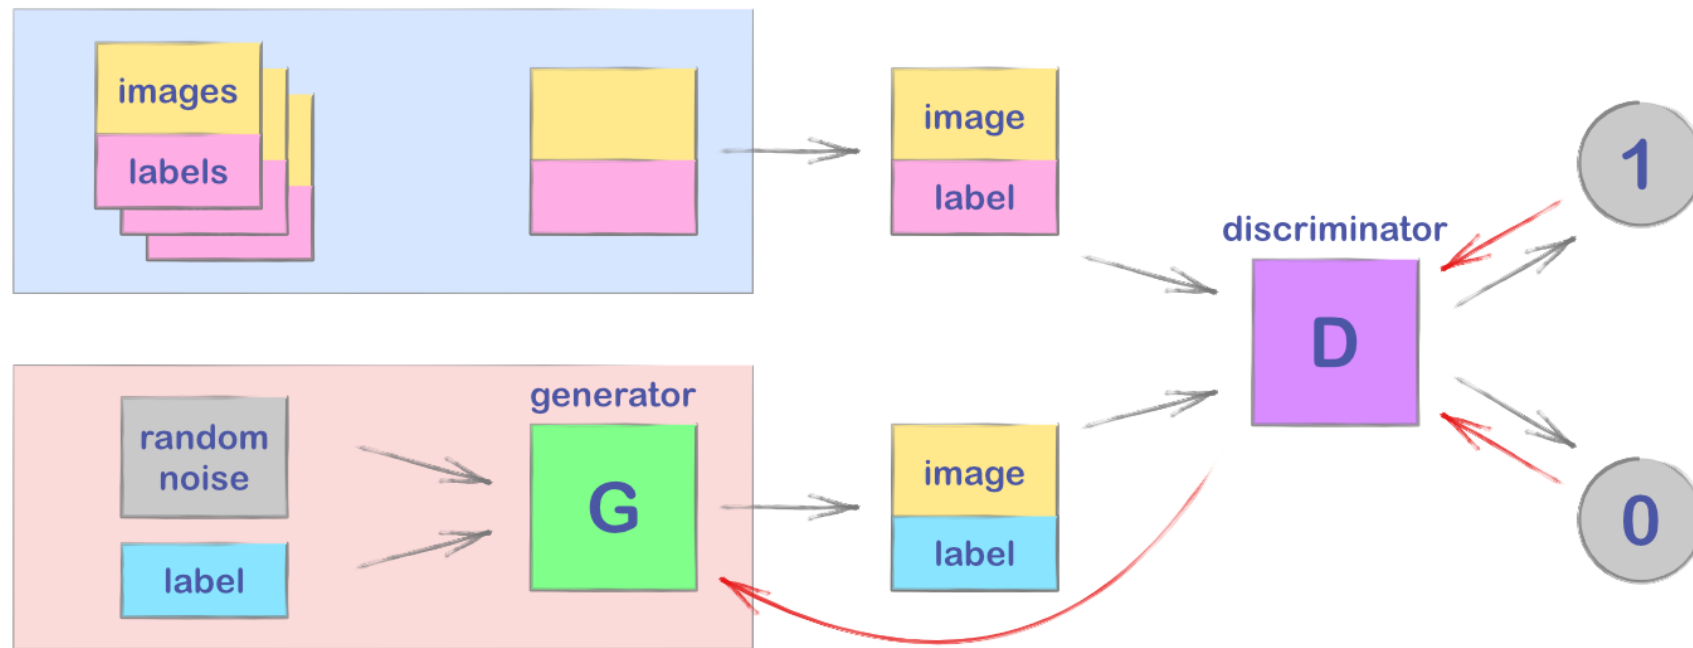 images
labels
image
label
1
discriminator
D
generator
random
noise
label
G
image
label
0